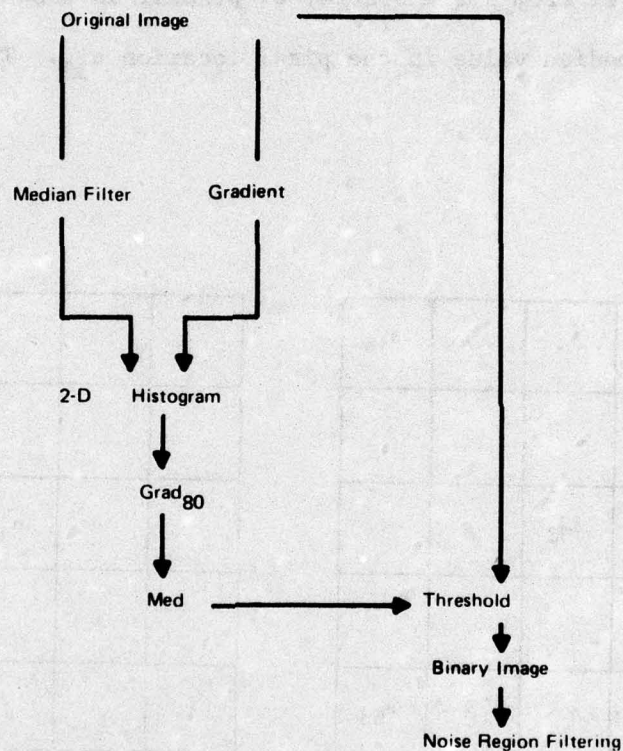 Original Image
Median Filter Gradient
2-D Histogram
Grad80
Med Threshold
Binary Image
Noise Region Filtering